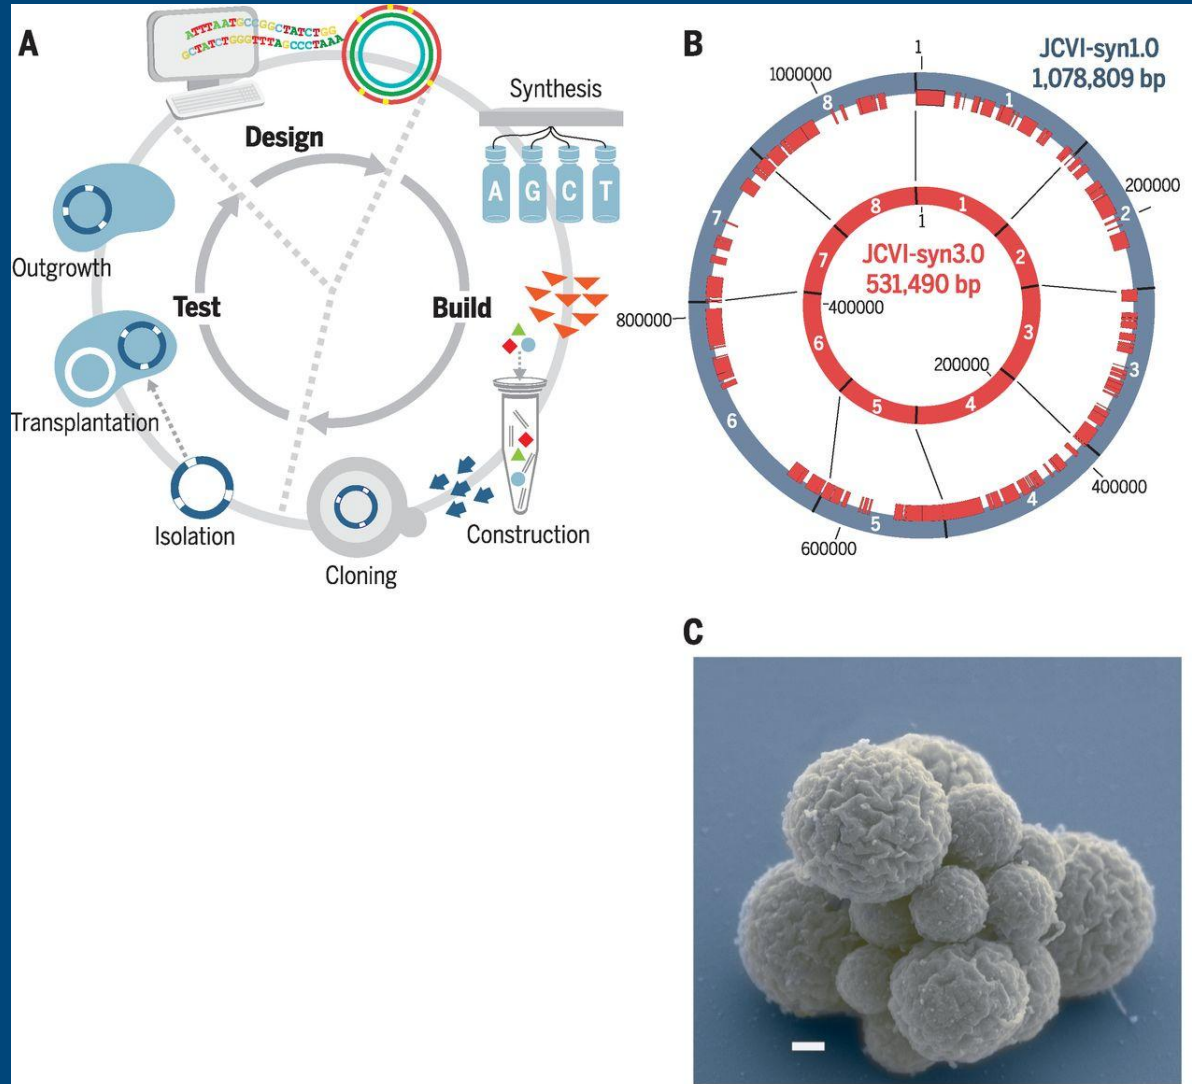 A
ATTTAATGCCGGCTATCTGG
GCTATCTGGGTTTAGCCCTAAA
Synthesis
A G C T
Design
Build
Test
Outgrowth
Transplantation
Isolation
Cloning
Construction
B
JCVI-syn1.0
1,078,809 bp
1
1000000
200000
400000
600000
800000
1
2
3
4
5
6
7
8
JCVI-syn3.0
531,490 bp
1
200000
400000
1
2
3
4
5
6
7
8
C